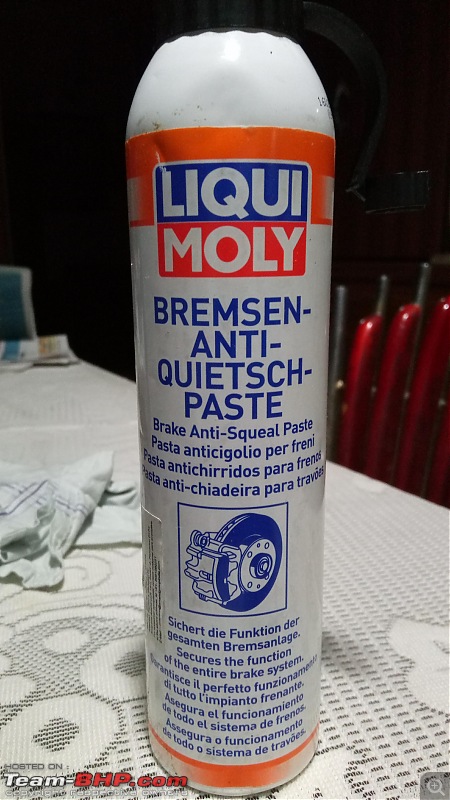 LIQUI
MOLY
BREMSEN-
ANTI-
QUIETSCH-
PASTE
Brake Anti-Squeal Paste
Pasta anticigolio per freni
Pasta antichirridos para frenos
Pasta anti-chiadeira para travões
Sichert die Funktion der
gesamten Bremsanlage.
Secures the function
of the entire brake system.
Garantisce il perfetto funzionamento
di tutto l'impianto frenante.
Asegura el funcionamiento
de todo el sistema de frenos.
Assegura o funcionamento
de todo o sistema de travões.
HOSTED ON :
Team-BHP.com